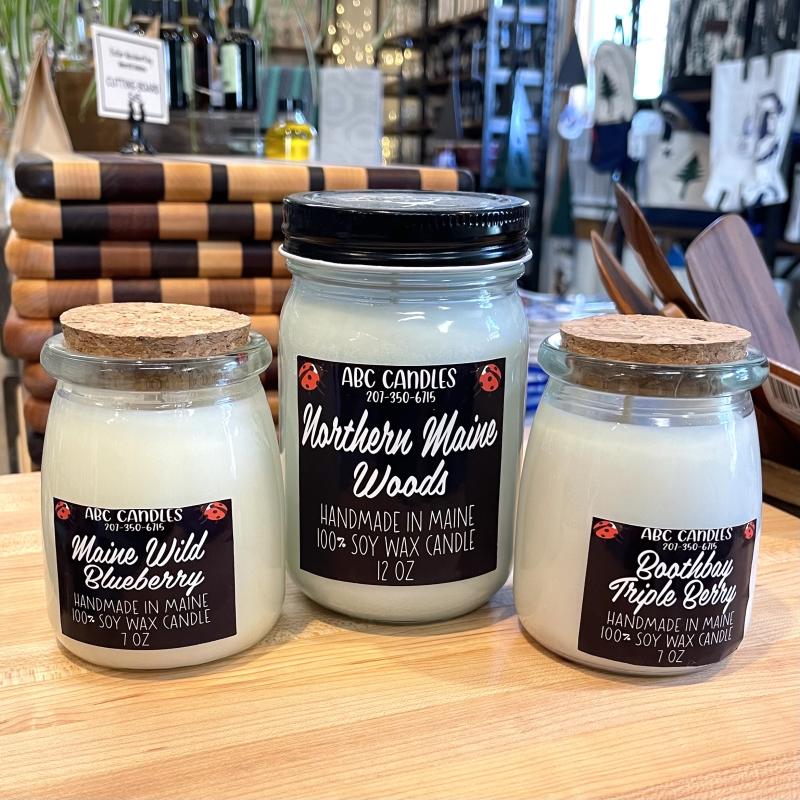 CUTTING BOARD
ABC CANDLES
207-350-6715
Northern Maine
Woods
HANDMADE IN MAINE
100% SOY WAX CANDLE
12 OZ
ABC CANDLES
207-350-6715
Maine Wild
Blueberry
HANDMADE IN MAINE
100% SOY WAX CANDLE
7 OZ
ABC CANDLES
207-350-6715
Boothbay
Triple Berry
HANDMADE IN MAINE
100% SOY WAX CANDLE
7 OZ